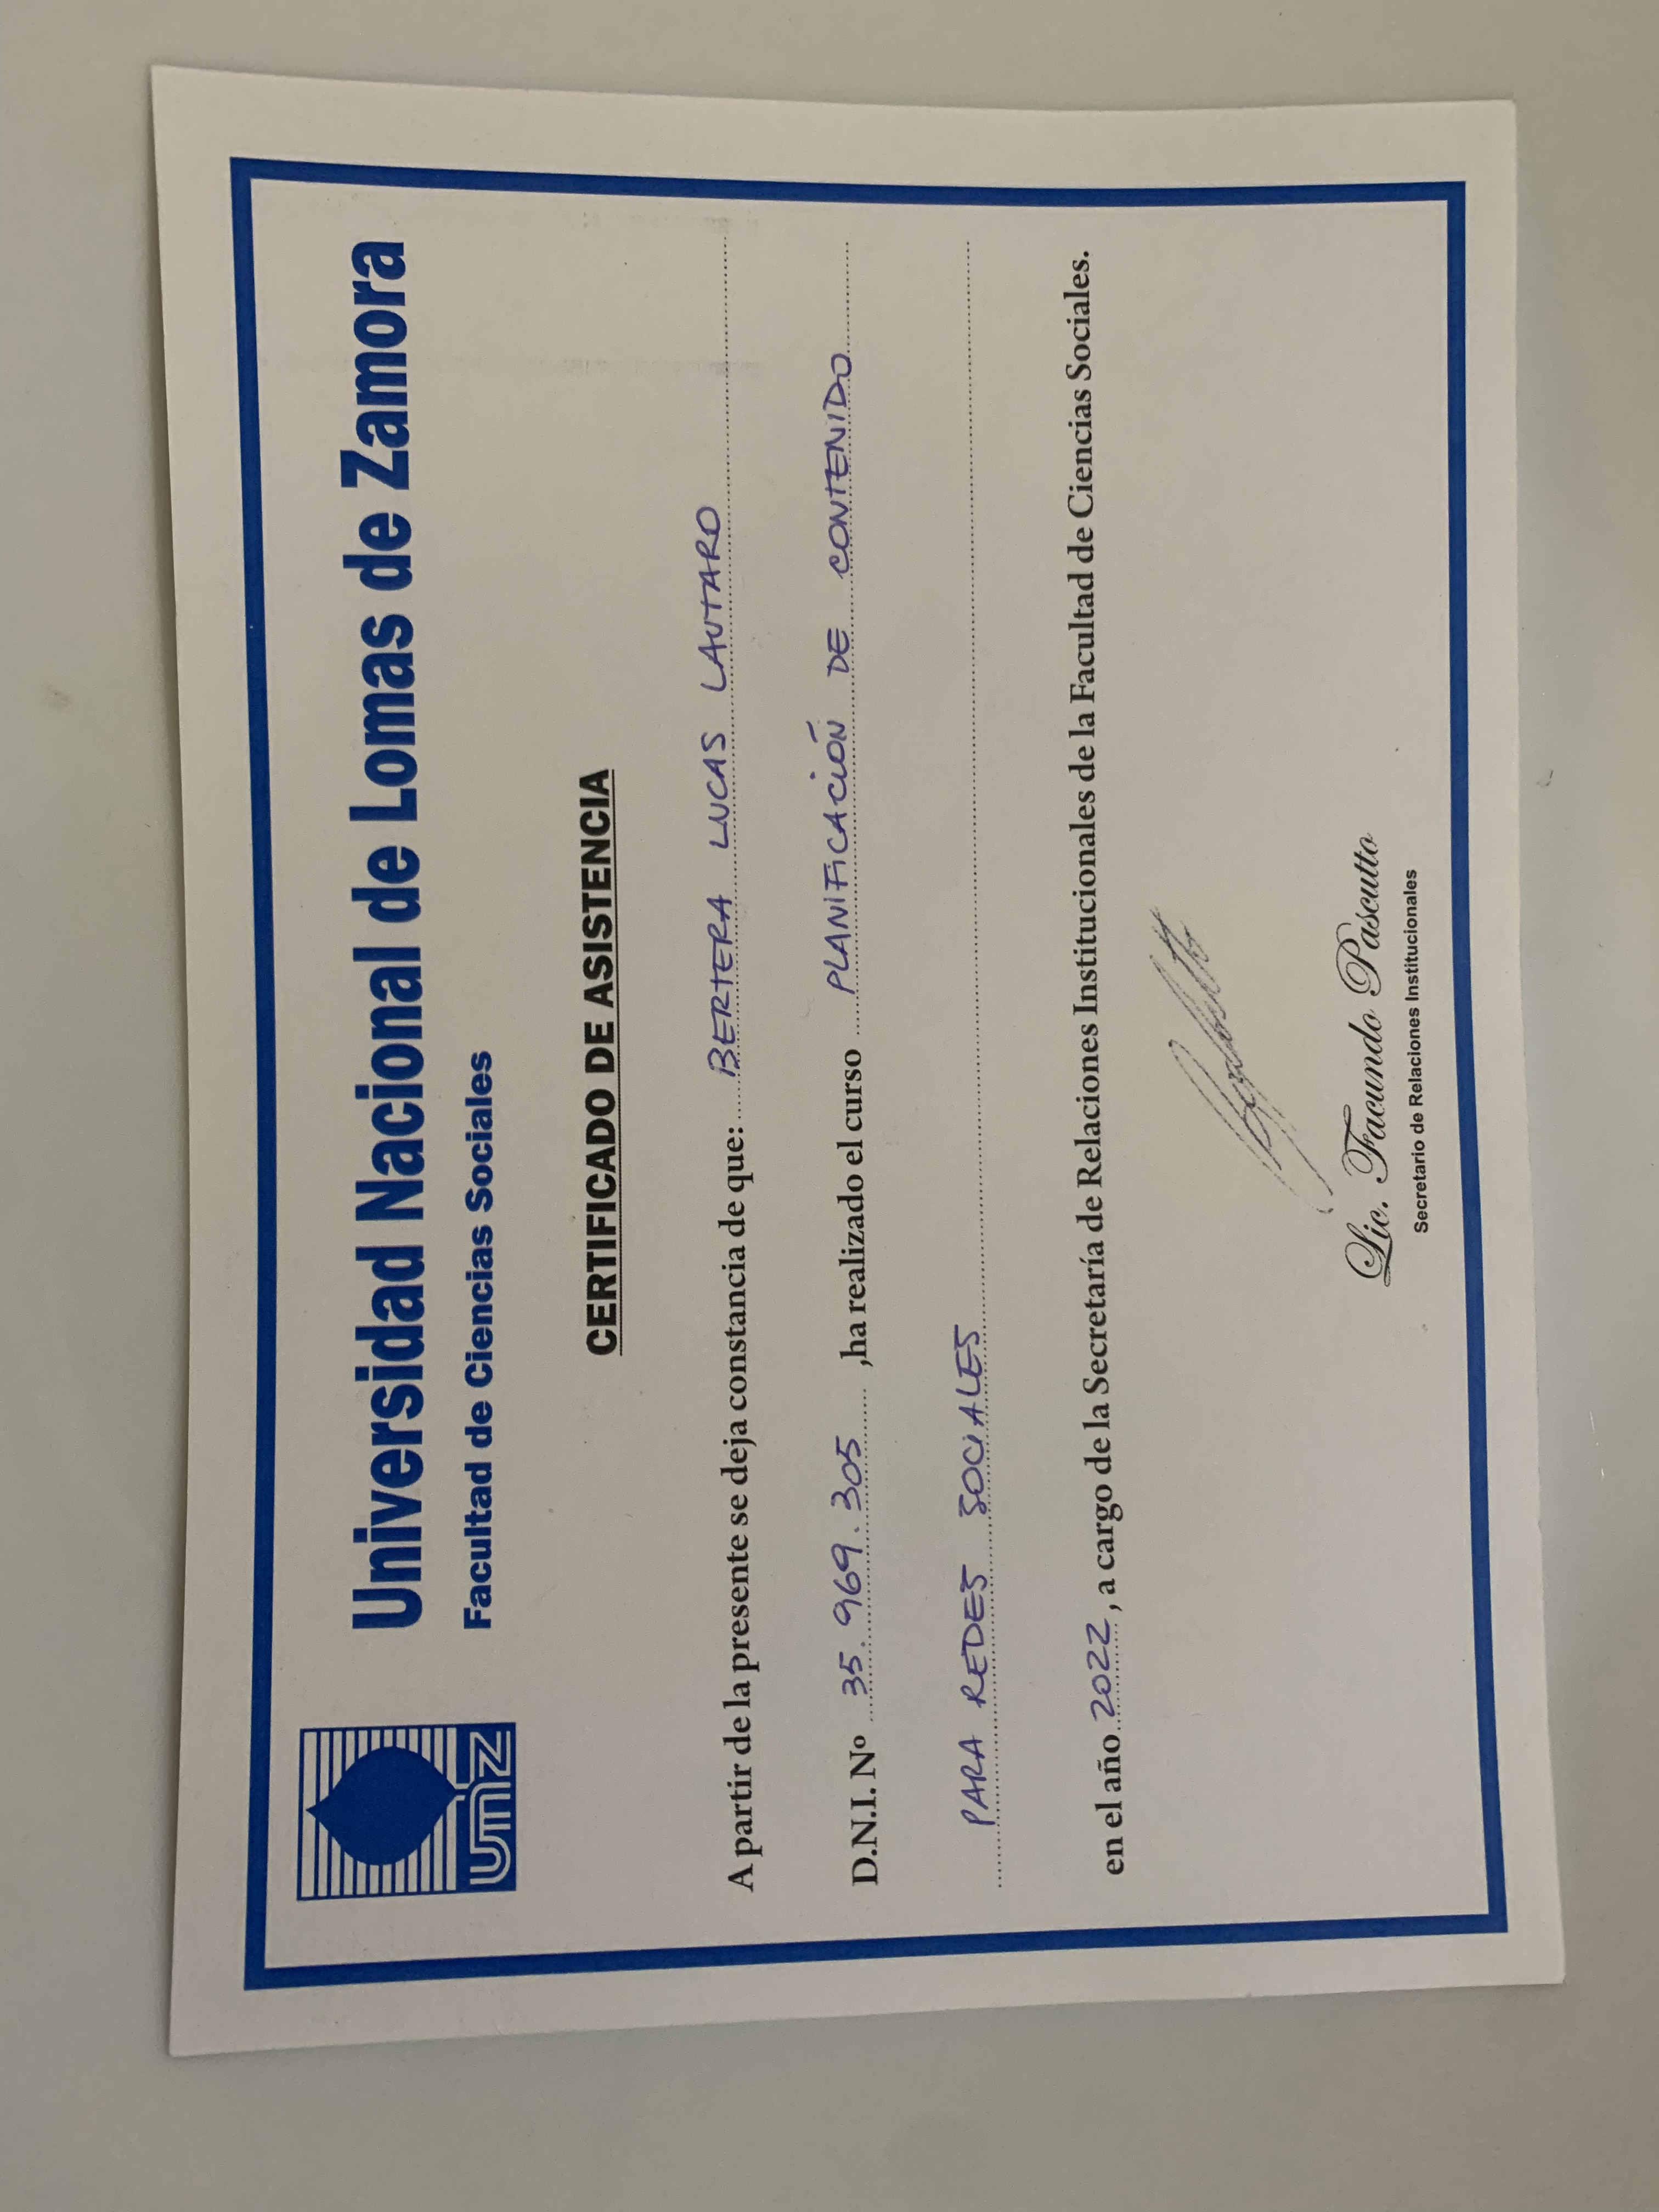 Universidad Nacional de Lomas de Zamora
UNLZ
Facultad de Ciencias Sociales
CERTIFICADO DE ASISTENCIA
A partir de la presente se deja constancia de que: BERTERA LUCAS LAUTARO
D.N.I. Nº 35.969.305 ,ha realizado el curso PLANIFICACIÓN DE CONTENIDO
PARA REDES SOCIALES
en el año 2022, a cargo de la Secretaría de Relaciones Institucionales de la Facultad de Ciencias Sociales.
Lic. Facundo Pascutto
Secretario de Relaciones Institucionales